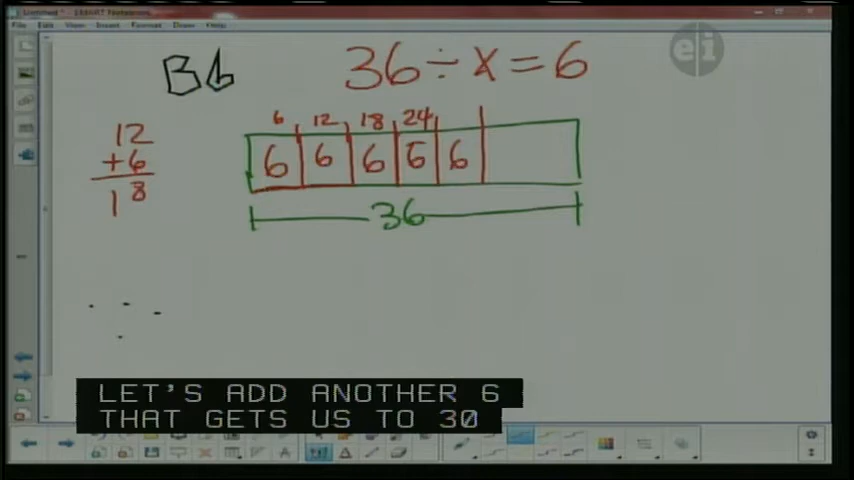 B6
36 ÷ x = 6
12
+6
18
6 12 18 24
6 6 6 6 6
36
LET'S ADD ANOTHER 6
THAT GETS US TO 30
eli